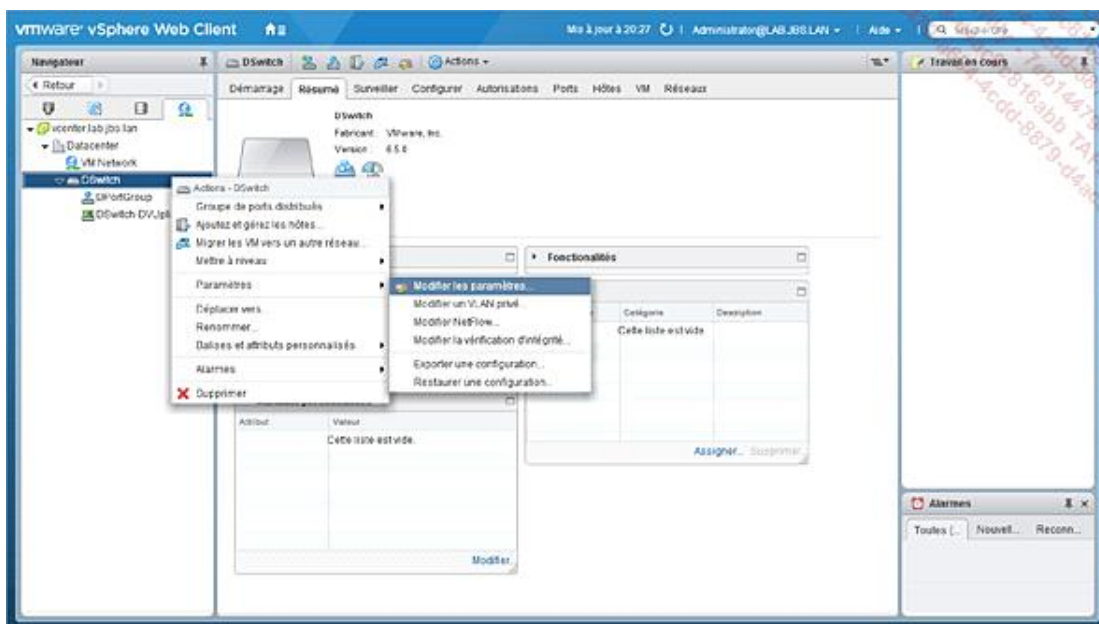 vmware vSphere Web Client
Mis à jour à 20:27
Administrator@LAB.JBS.LAN
Aide
Navigateur
DSwitch
Actions
Travail en cours
Retour
Démarrage Résumé Surveiller Configurer Autorisations Ports Hôtes VM Réseaux
vcenter.lab.jbs.lan
Datacenter
VM Network
DSwitch
DPortGroup
DSwitch-DVUpli
DSwitch
Fabricant: VMware, Inc.
Version: 6.5.0
Actions - DSwitch
Groupe de ports distribués
Ajoutez et gérez les hôtes...
Migrer les VM vers un autre réseau...
Mettre à niveau
Paramètres
Déplacer vers...
Renommer...
Balises et attributs personnalisés
Alarmes
Supprimer
Modifier les paramètres...
Modifier un VLAN privé...
Modifier NetFlow...
Modifier la vérification d'intégrité...
Exporter une configuration...
Restaurer une configuration...
Fonctionnalités
Catégorie Description
Cette liste est vide
Assigner... Supprimer...
Attribut Valeur
Cette liste est vide.
Modifier...
Alarmes
Toutes (... Nouvell... Reconn...